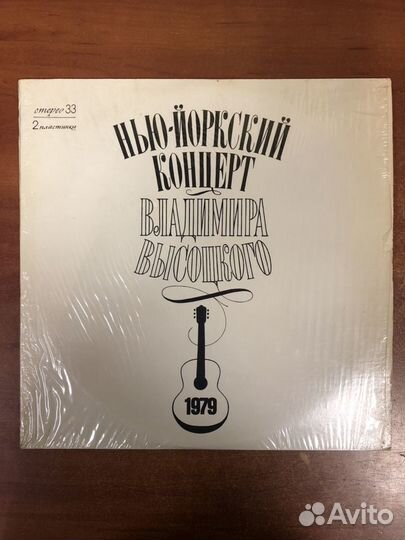 стерео 33
2 пластинки
НЬЮ-ЙОРКСКИЙ
КОНЦЕРТ
ВЛАДИМИРА
ВЫСОЦКОГО
1979
Avito